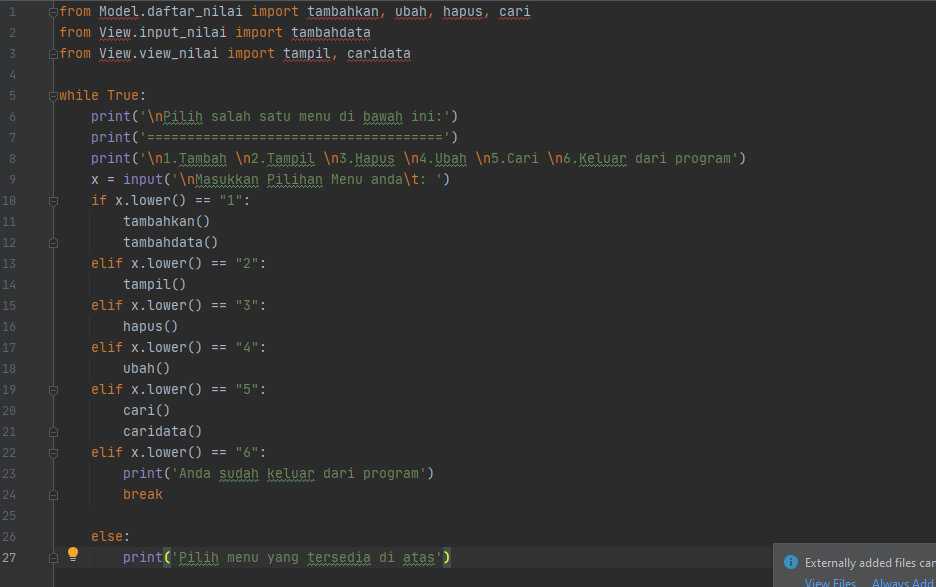 1 from Model.daftar_nilai import tambahkan, ubah, hapus, cari
2 from View.input_nilai import tambahdata
3 from View.view_nilai import tampil, caridata
4
5 while True:
6     print('\nPilih salah satu menu di bawah ini:')
7     print('=====================================')
8     print('\n1.Tambah \n2.Tampil \n3.Hapus \n4.Ubah \n5.Cari \n6.Keluar dari program')
9     x = input('\nMasukkan Pilihan Menu anda\t: ')
10     if x.lower() == "1":
11         tambahkan()
12         tambahdata()
13     elif x.lower() == "2":
14         tampil()
15     elif x.lower() == "3":
16         hapus()
17     elif x.lower() == "4":
18         ubah()
19     elif x.lower() == "5":
20         cari()
21         caridata()
22     elif x.lower() == "6":
23         print('Anda sudah keluar dari program')
24         break
25
26     else:
27         print('Pilih menu yang tersedia di atas')
Externally added files can
View Files Always Add